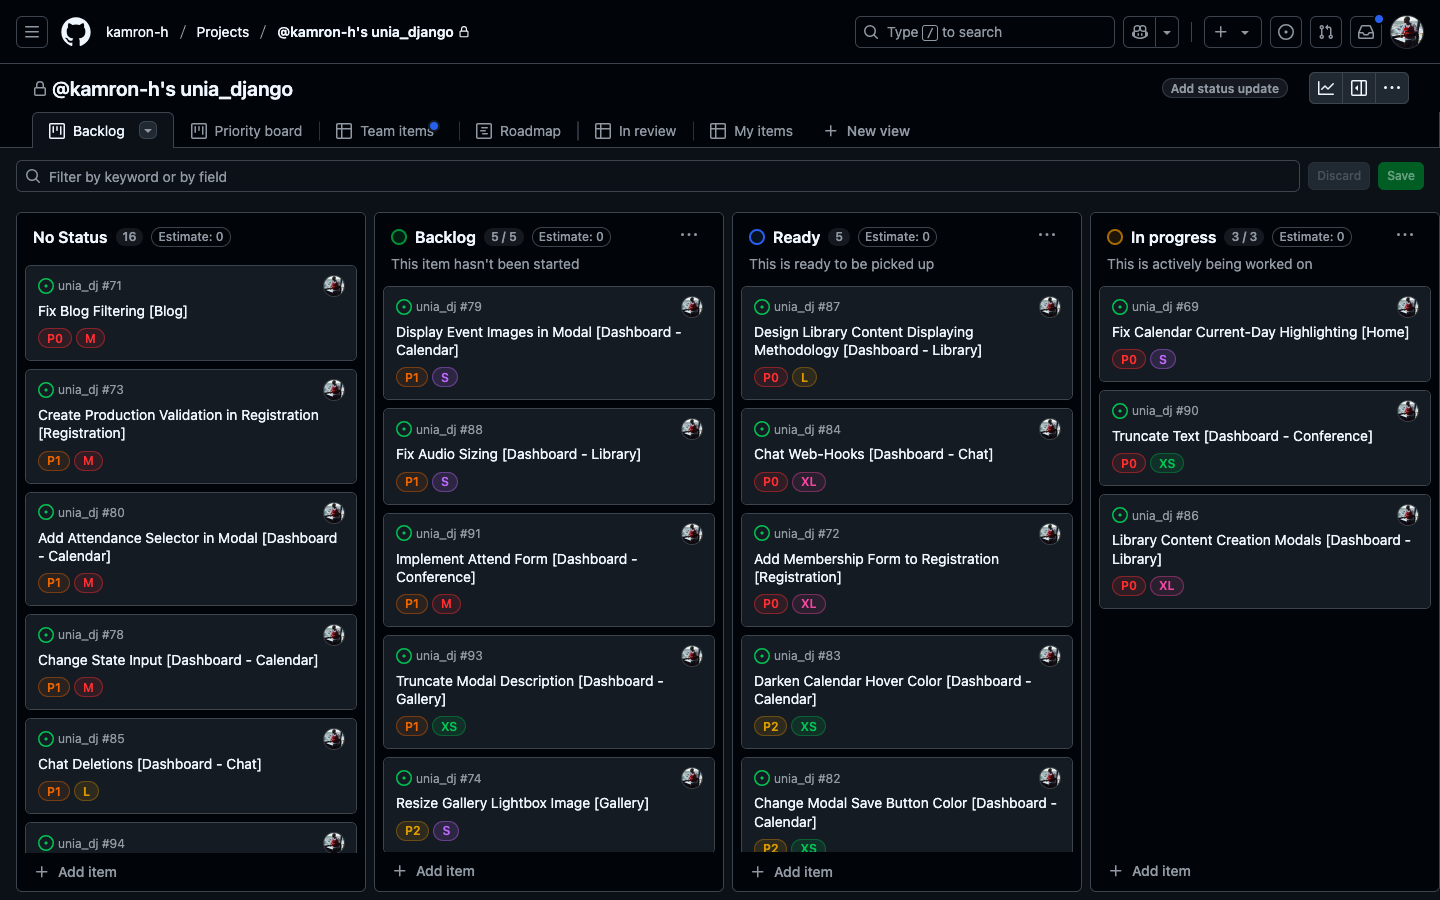 kamron-h / Projects / @kamron-h's unia_django
Type / to search
@kamron-h's unia_django
Add status update
Backlog
Priority board
Team items
Roadmap
In review
My items
New view
Filter by keyword or by field
Discard
Save
No Status 16 Estimate: 0
unia_dj #71
Fix Blog Filtering [Blog]
P0 M
unia_dj #73
Create Production Validation in Registration
[Registration]
P1 M
unia_dj #80
Add Attendance Selector in Modal [Dashboard
- Calendar]
P1 M
unia_dj #78
Change State Input [Dashboard - Calendar]
P1 M
unia_dj #85
Chat Deletions [Dashboard - Chat]
P1 L
unia_dj #94
Add item
Backlog 5 / 5 Estimate: 0
This item hasn't been started
unia_dj #79
Display Event Images in Modal [Dashboard -
Calendar]
P1 S
unia_dj #88
Fix Audio Sizing [Dashboard - Library]
P1 S
unia_dj #91
Implement Attend Form [Dashboard -
Conference]
P1 M
unia_dj #93
Truncate Modal Description [Dashboard -
Gallery]
P1 XS
unia_dj #74
Resize Gallery Lightbox Image [Gallery]
P2 S
Add item
Ready 5 Estimate: 0
This is ready to be picked up
unia_dj #87
Design Library Content Displaying
Methodology [Dashboard - Library]
P0 L
unia_dj #84
Chat Web-Hooks [Dashboard - Chat]
P0 XL
unia_dj #72
Add Membership Form to Registration
[Registration]
P0 XL
unia_dj #83
Darken Calendar Hover Color [Dashboard -
Calendar]
P2 XS
unia_dj #82
Change Modal Save Button Color [Dashboard -
Calendar]
P2 XS
Add item
In progress 3 / 3 Estimate: 0
This is actively being worked on
unia_dj #69
Fix Calendar Current-Day Highlighting [Home]
P0 S
unia_dj #90
Truncate Text [Dashboard - Conference]
P0 XS
unia_dj #86
Library Content Creation Modals [Dashboard -
Library]
P0 XL
Add item